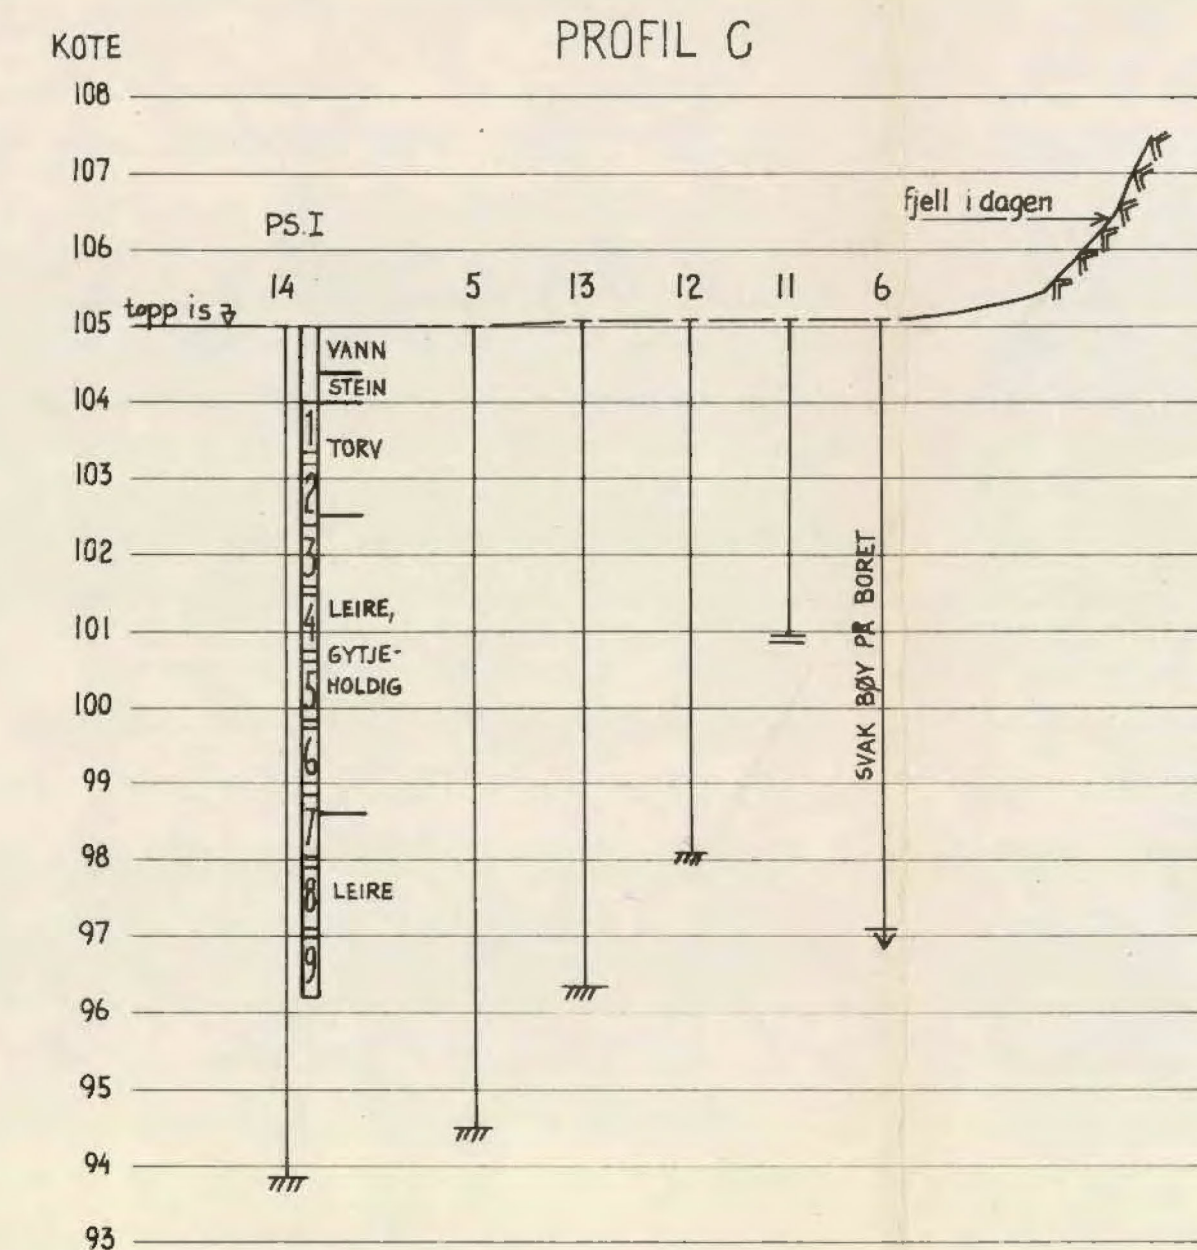 PROFIL C
KOTE
108
107
fjell i dagen
PS.I
106
14 5 13 12 11 6
topp is
105
VANN
STEIN
104
1
TORV
103
2
102
3
4
LEIRE,
101
GYTJE-
5
HOLDIG
100
SVAK BØY PÅ BORET
6
99
7
98
8
LEIRE
97
9
96
95
94
93